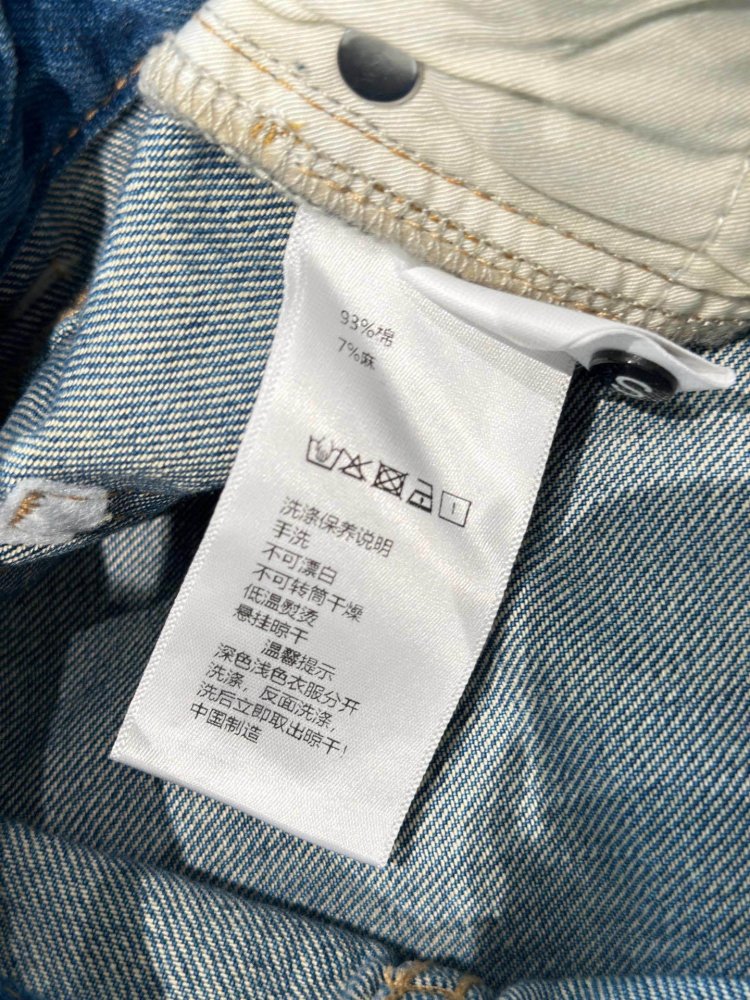 93%棉
7%麻
洗涤保养说明
手洗
不可漂白
不可转筒干燥
低温熨烫
悬挂晾干
温馨提示
深色浅色衣服分开
洗涤，反面洗涤，
洗后立即取出晾干！
中国制造
S